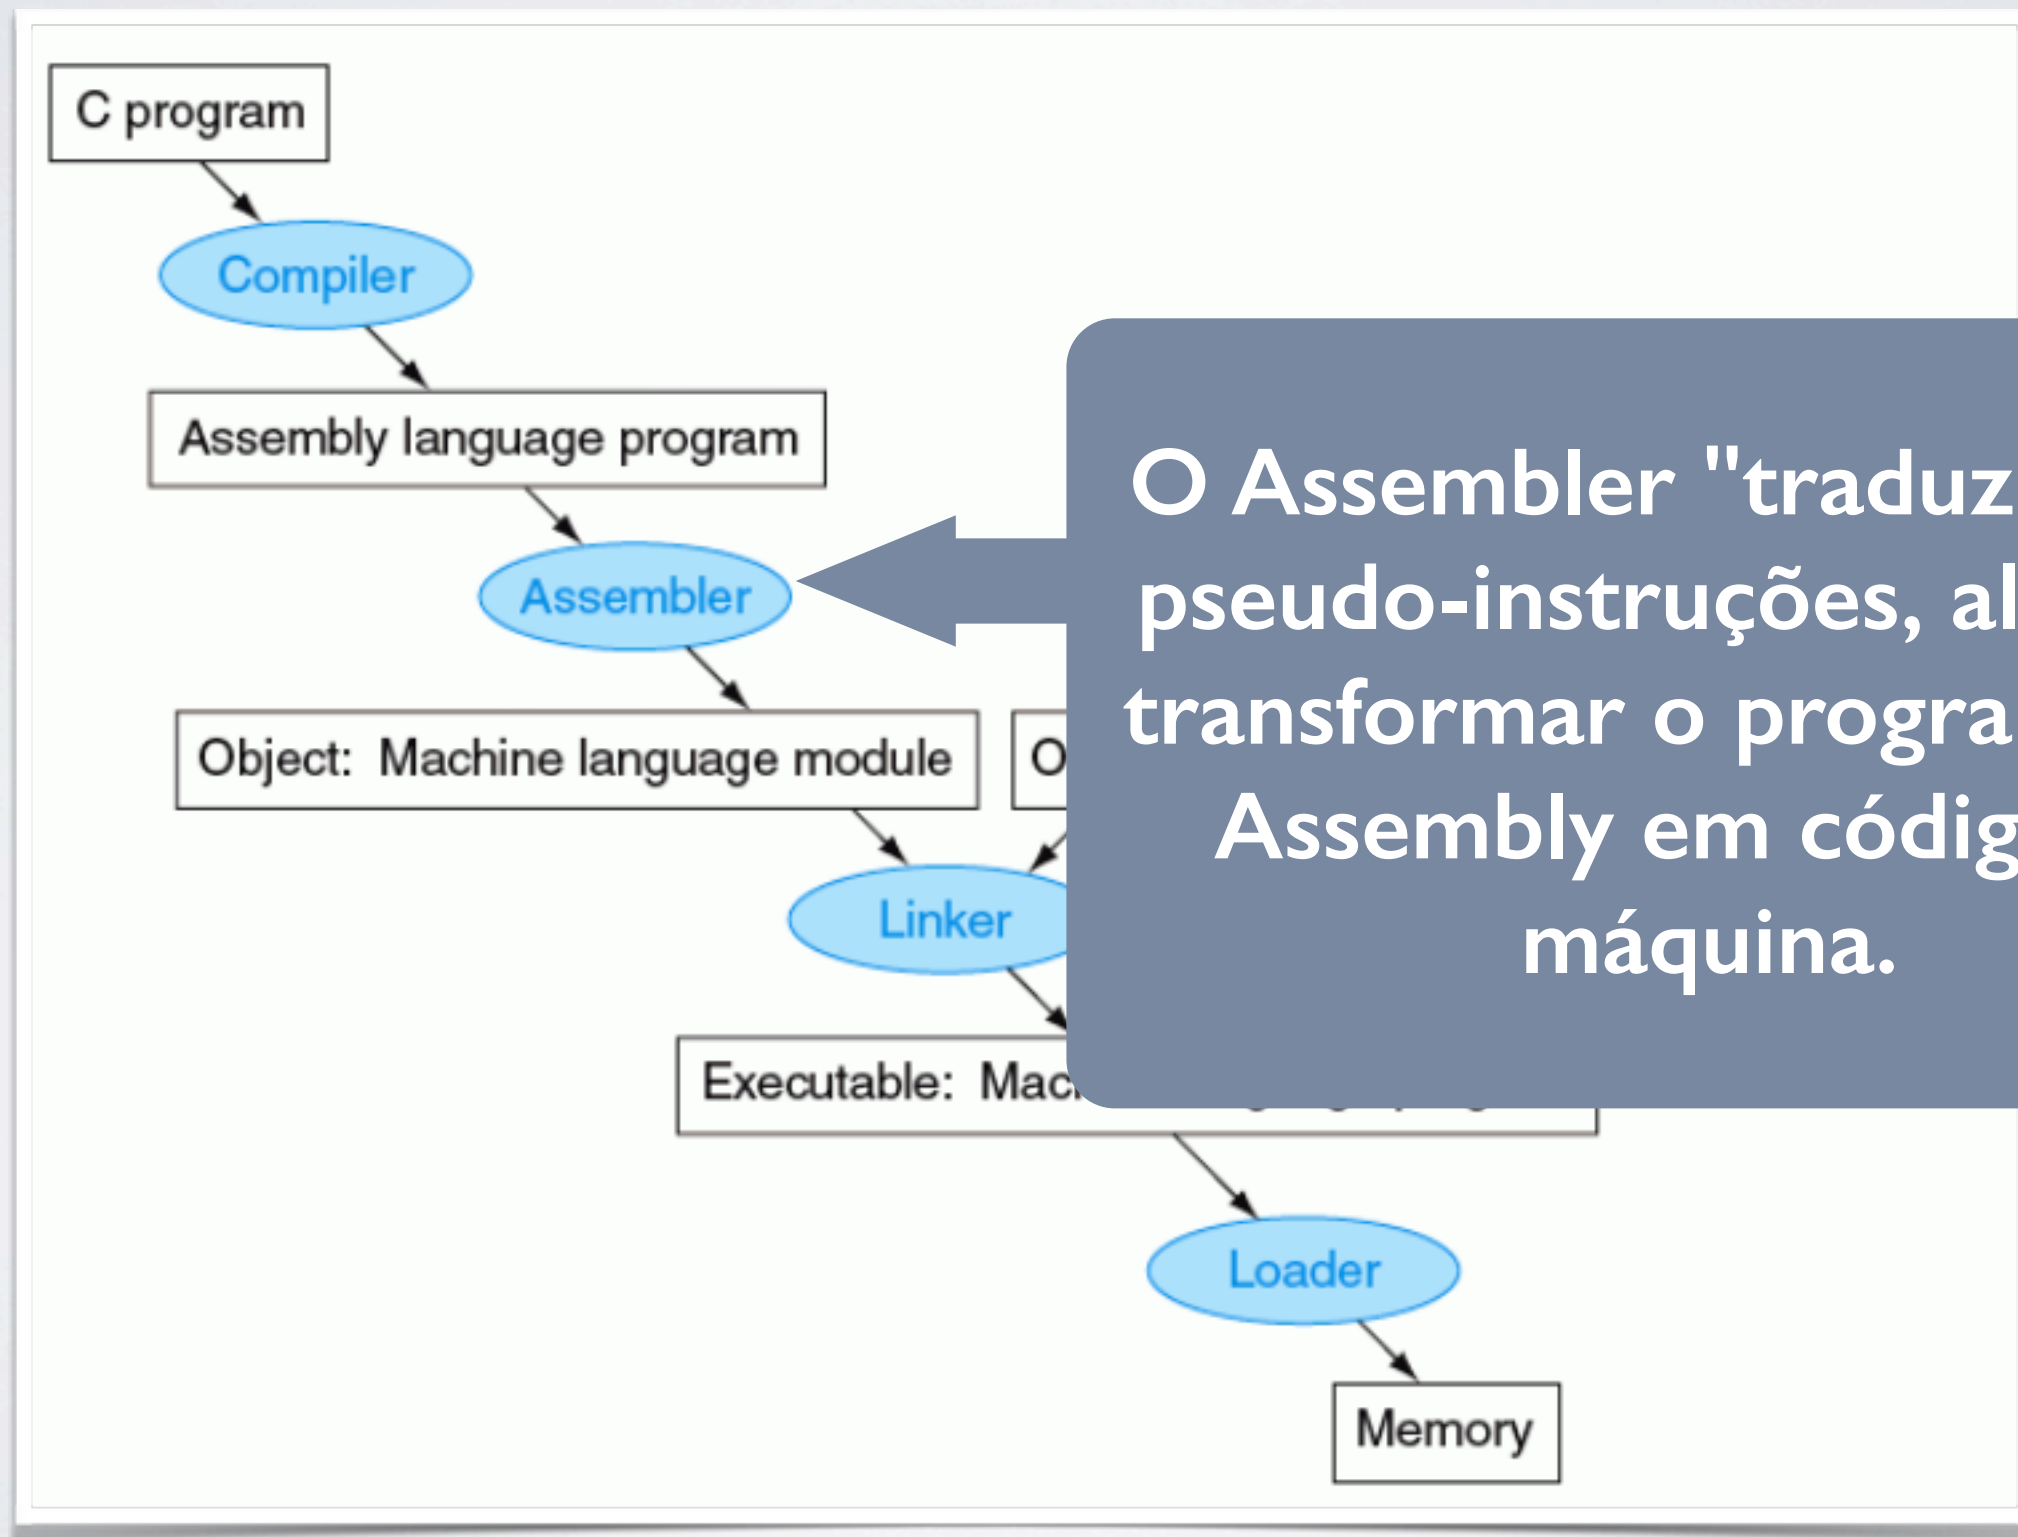 C program
Compiler
Assembly language program
O Assembler "traduz
pseudo-instruções, al
transformar o progra
Assembly em códig
máquina.
Assembler
Object: Machine language module
Linker
Executable:
Loader
Memory